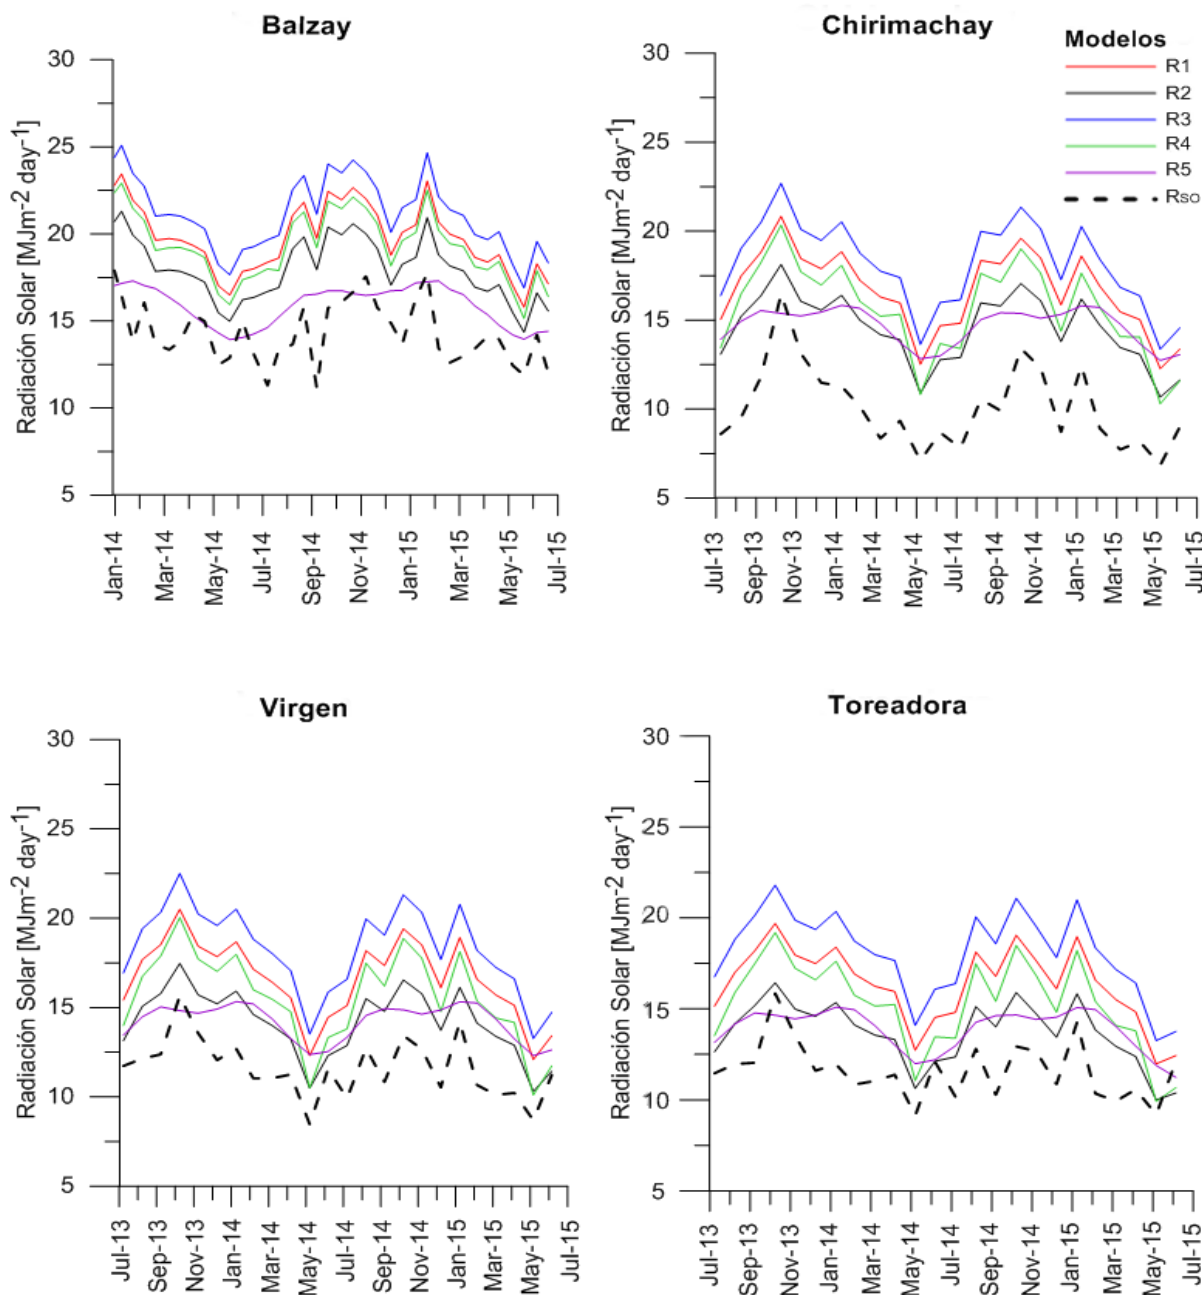 Balzay
Radiación Solar [MJm-2 day-1]
30
25
20
15
10
5
Jan-14
Mar-14
May-14
Jul-14
Sep-14
Nov-14
Jan-15
Mar-15
May-15
Jul-15
Chirimachay
Radiación Solar [MJm-2 day-1]
30
25
20
15
10
5
Jul-13
Sep-13
Nov-13
Jan-14
Mar-14
May-14
Jul-14
Sep-14
Nov-14
Jan-15
Mar-15
May-15
Jul-15
Modelos
R1
R2
R3
R4
R5
Rso
Virgen
Radiación Solar [MJm-2 day-1]
30
25
20
15
10
5
Jul-13
Sep-13
Nov-13
Jan-14
Mar-14
May-14
Jul-14
Sep-14
Nov-14
Jan-15
Mar-15
May-15
Jul-15
Toreadora
Radiación Solar [MJm-2 day-1]
30
25
20
15
10
5
Jul-13
Sep-13
Nov-13
Jan-14
Mar-14
May-14
Jul-14
Sep-14
Nov-14
Jan-15
Mar-15
May-15
Jul-15